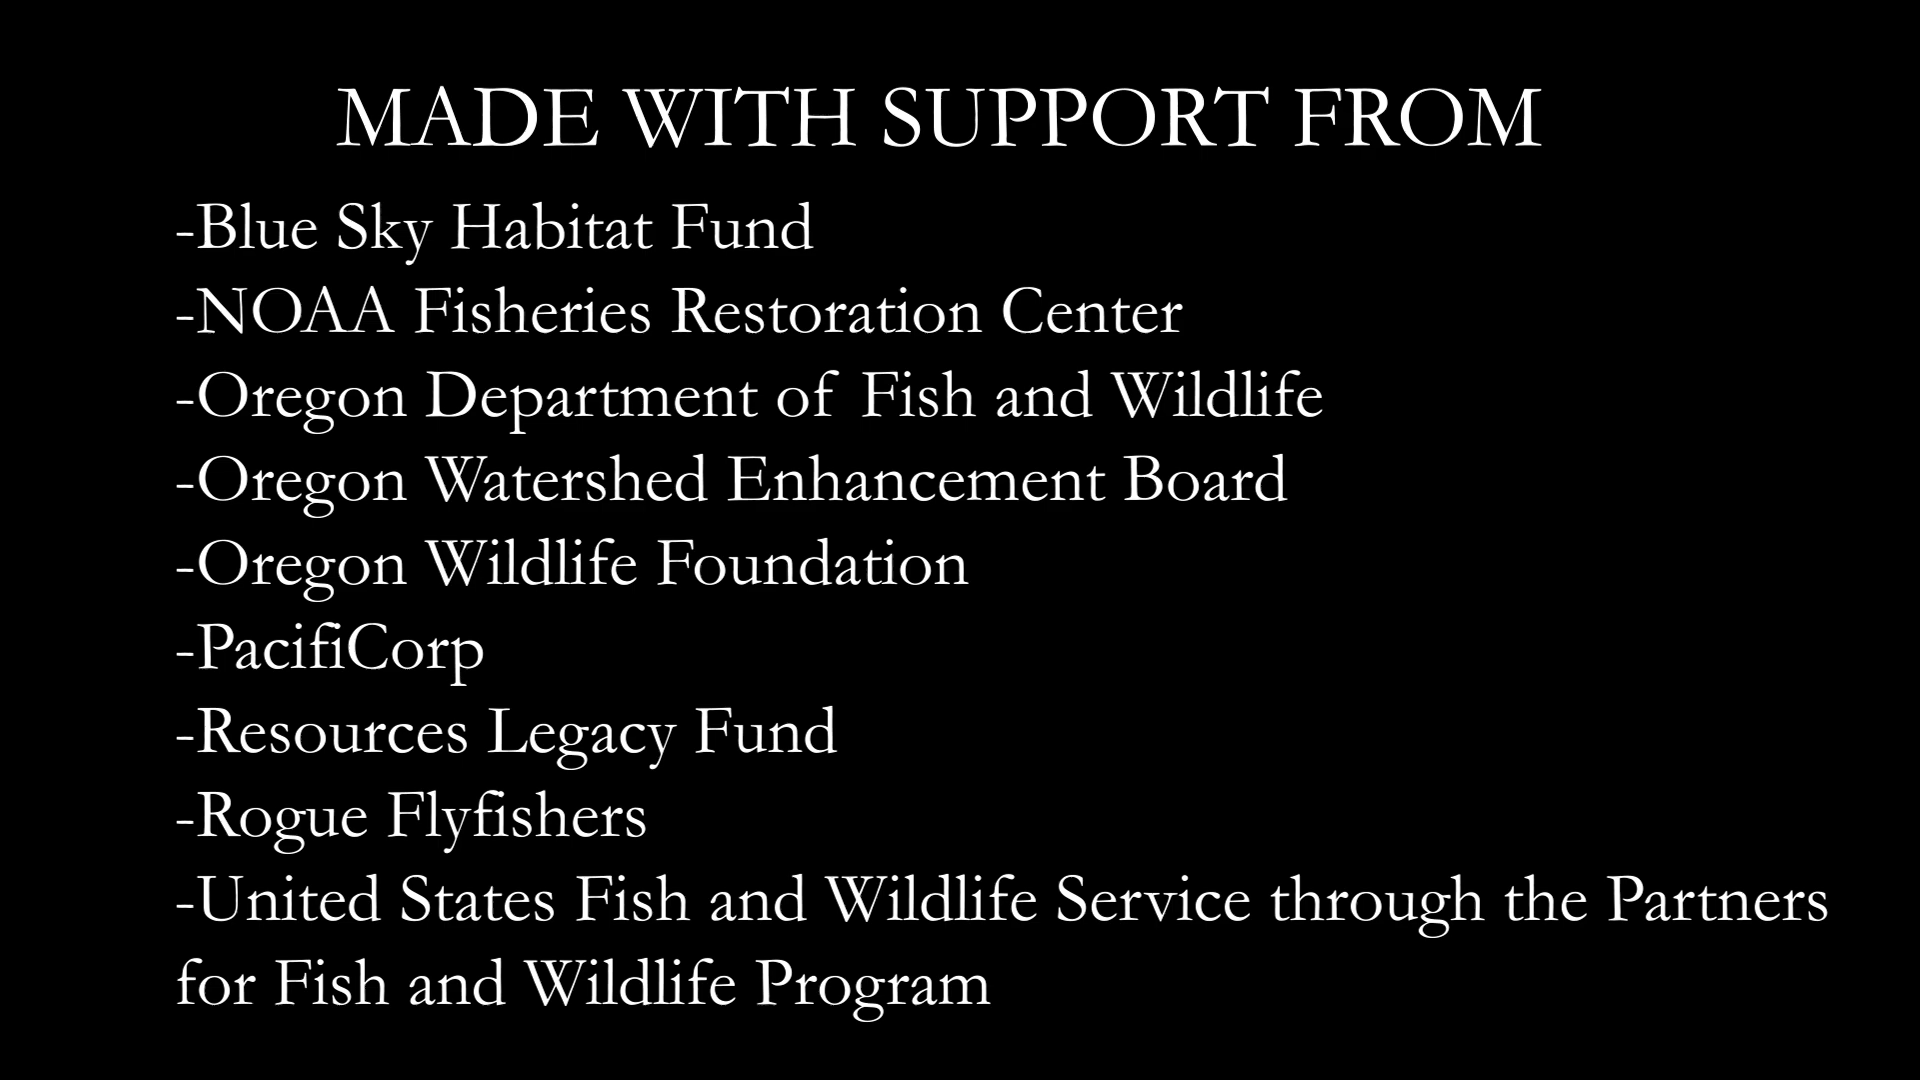 MADE WITH SUPPORT FROM
-Blue Sky Habitat Fund
-NOAA Fisheries Restoration Center
-Oregon Department of Fish and Wildlife
-Oregon Watershed Enhancement Board
-Oregon Wildlife Foundation
-PacifiCorp
-Resources Legacy Fund
-Rogue Flyfishers
-United States Fish and Wildlife Service through the Partners
for Fish and Wildlife Program